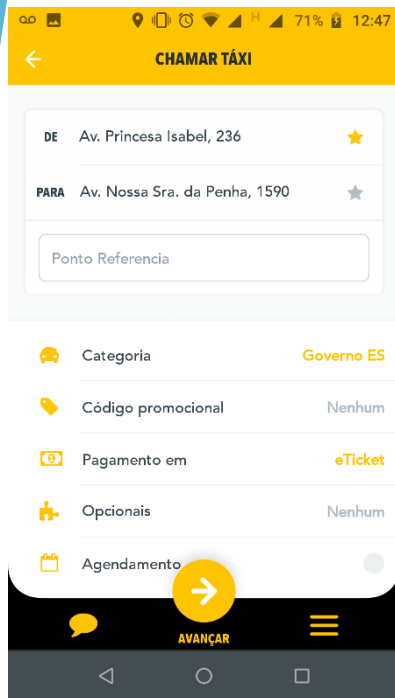 H 71% 12:47
CHAMAR TÁXI
DE Av. Princesa Isabel, 236
PARA Av. Nossa Sra. da Penha, 1590
Ponto Referencia
Categoria Governo ES
Código promocional Nenhum
Pagamento em eTicket
Opcionais Nenhum
Agendamento
AVANÇAR